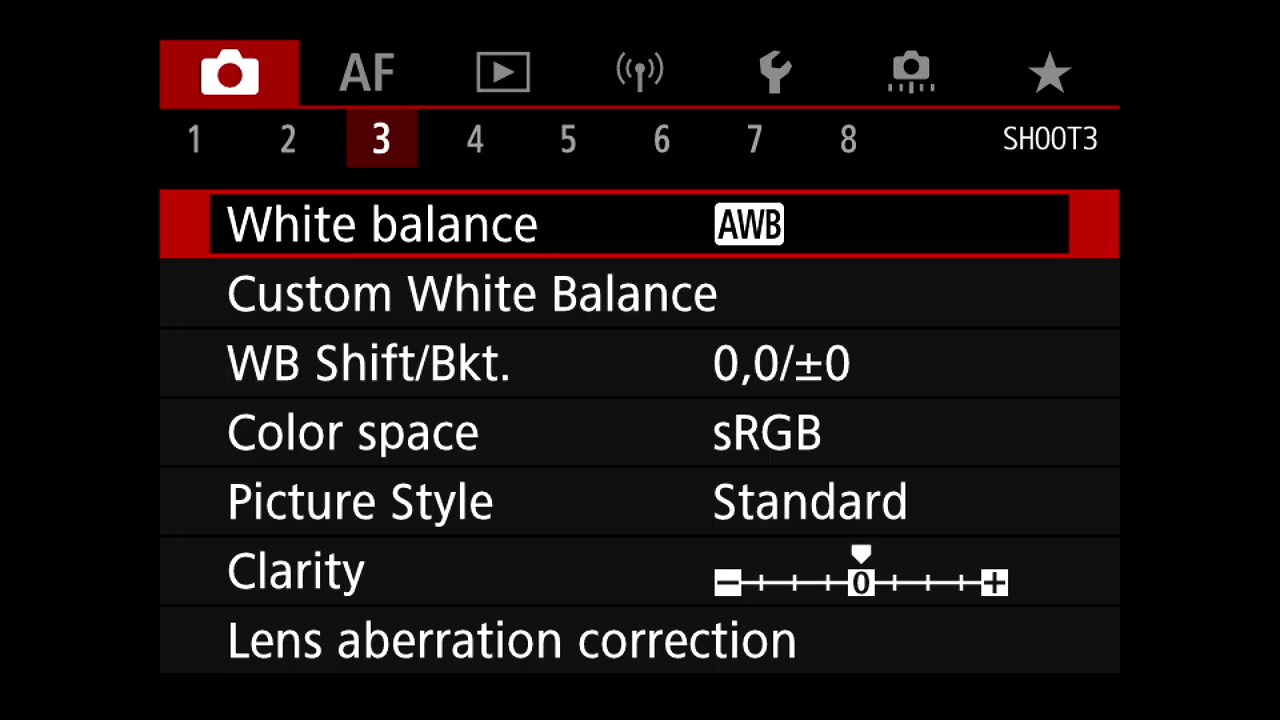 AF
1 2 3 4 5 6 7 8 SHOOT3
White balance AWB
Custom White Balance
WB Shift/Bkt. 0,0/±0
Color space sRGB
Picture Style Standard
Clarity − 0 +
Lens aberration correction